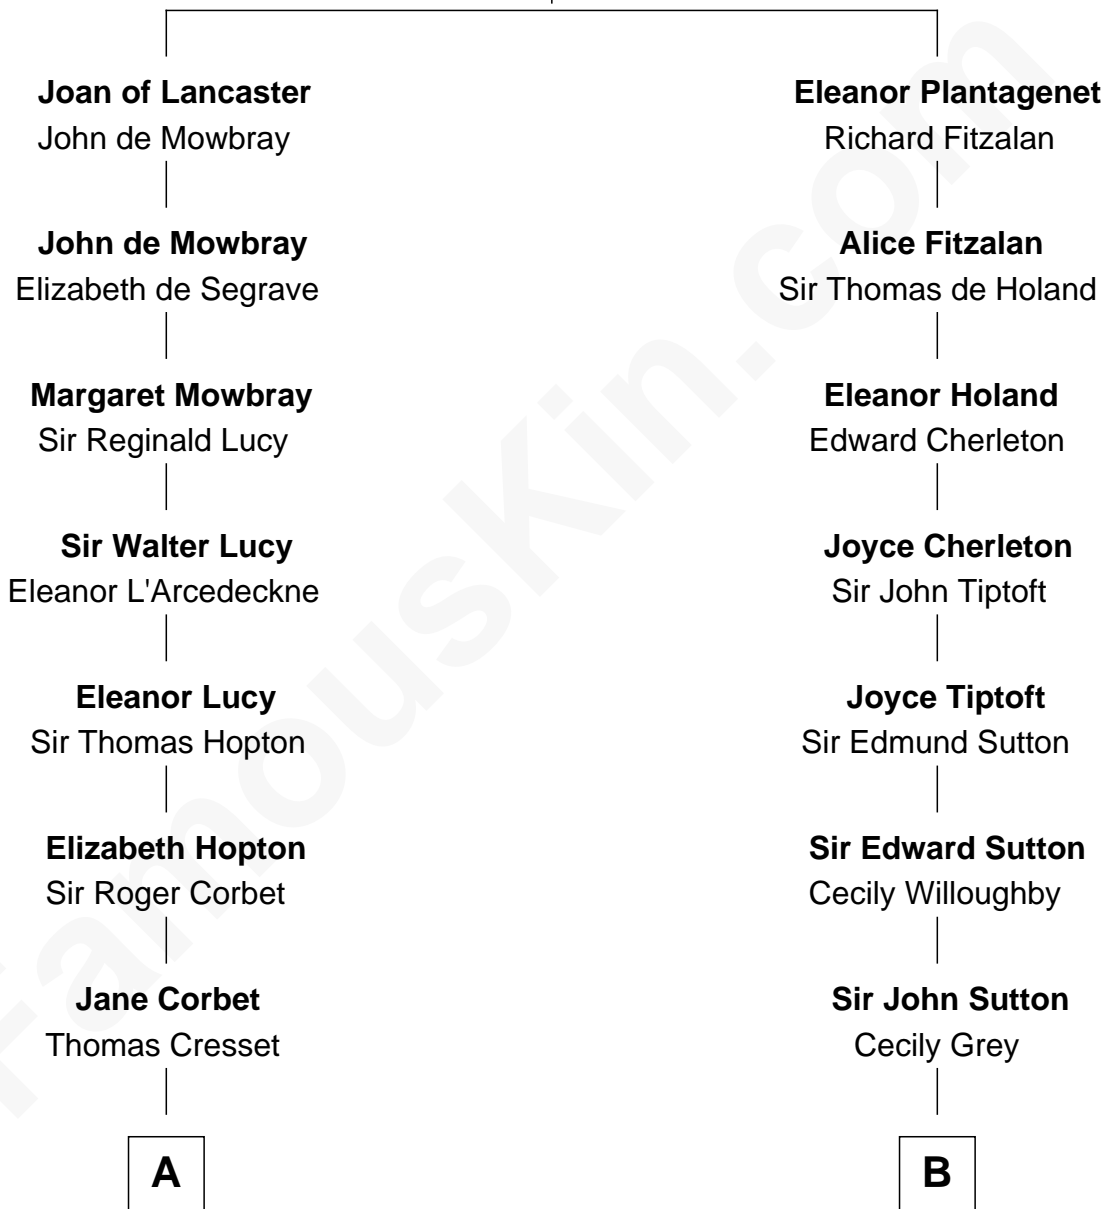 Joan of Lancaster
John de Mowbray
John de Mowbray
Elizabeth de Segrave
Margaret Mowbray
Sir Reginald Lucy
Sir Walter Lucy
Eleanor L'Arcedeckne
Eleanor Lucy
Sir Thomas Hopton
Elizabeth Hopton
Sir Roger Corbet
Jane Corbet
Thomas Cresset
A
Eleanor Plantagenet
Richard Fitzalan
Alice Fitzalan
Sir Thomas de Holand
Eleanor Holand
Edward Cherleton
Joyce Cherleton
Sir John Tiptoft
Joyce Tiptoft
Sir Edmund Sutton
Sir Edward Sutton
Cecily Willoughby
Sir John Sutton
Cecily Grey
B
FamousKin.com